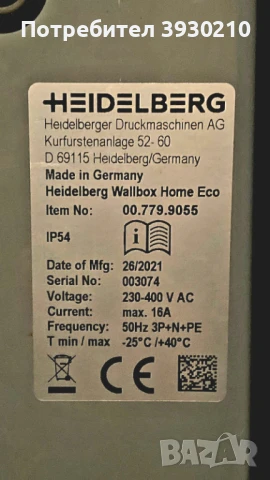 Потребител 3930210
HEIDELBERG
Heidelberger Druckmaschinen AG
Kurfurstenanlage 52- 60
D 69115 Heidelberg/Germany
Made in Germany
Heidelberg Wallbox Home Eco
Item No: 00.779.9055
IP54
Date of Mfg: 26/2021
Serial No: 003074
Voltage: 230-400 V AC
Current: max. 16A
Frequency: 50Hz 3P+N+PE
T min / max -25°C /+40°C
CE
BAZAR